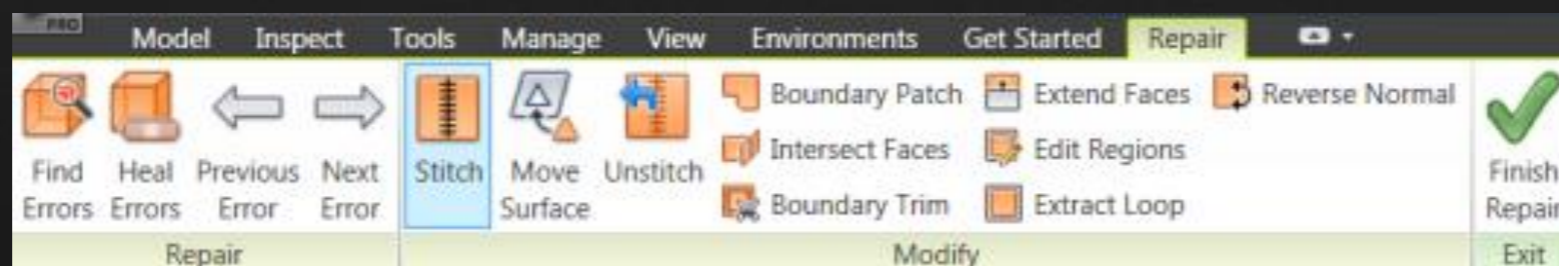 PRO
Model Inspect Tools Manage View Environments Get Started Repair
Find Errors
Heal Errors
Previous Error
Next Error
Stitch
Move Surface
Unstitch
Boundary Patch
Intersect Faces
Boundary Trim
Extend Faces
Edit Regions
Extract Loop
Reverse Normal
Finish Repair
Repair Modify Exit